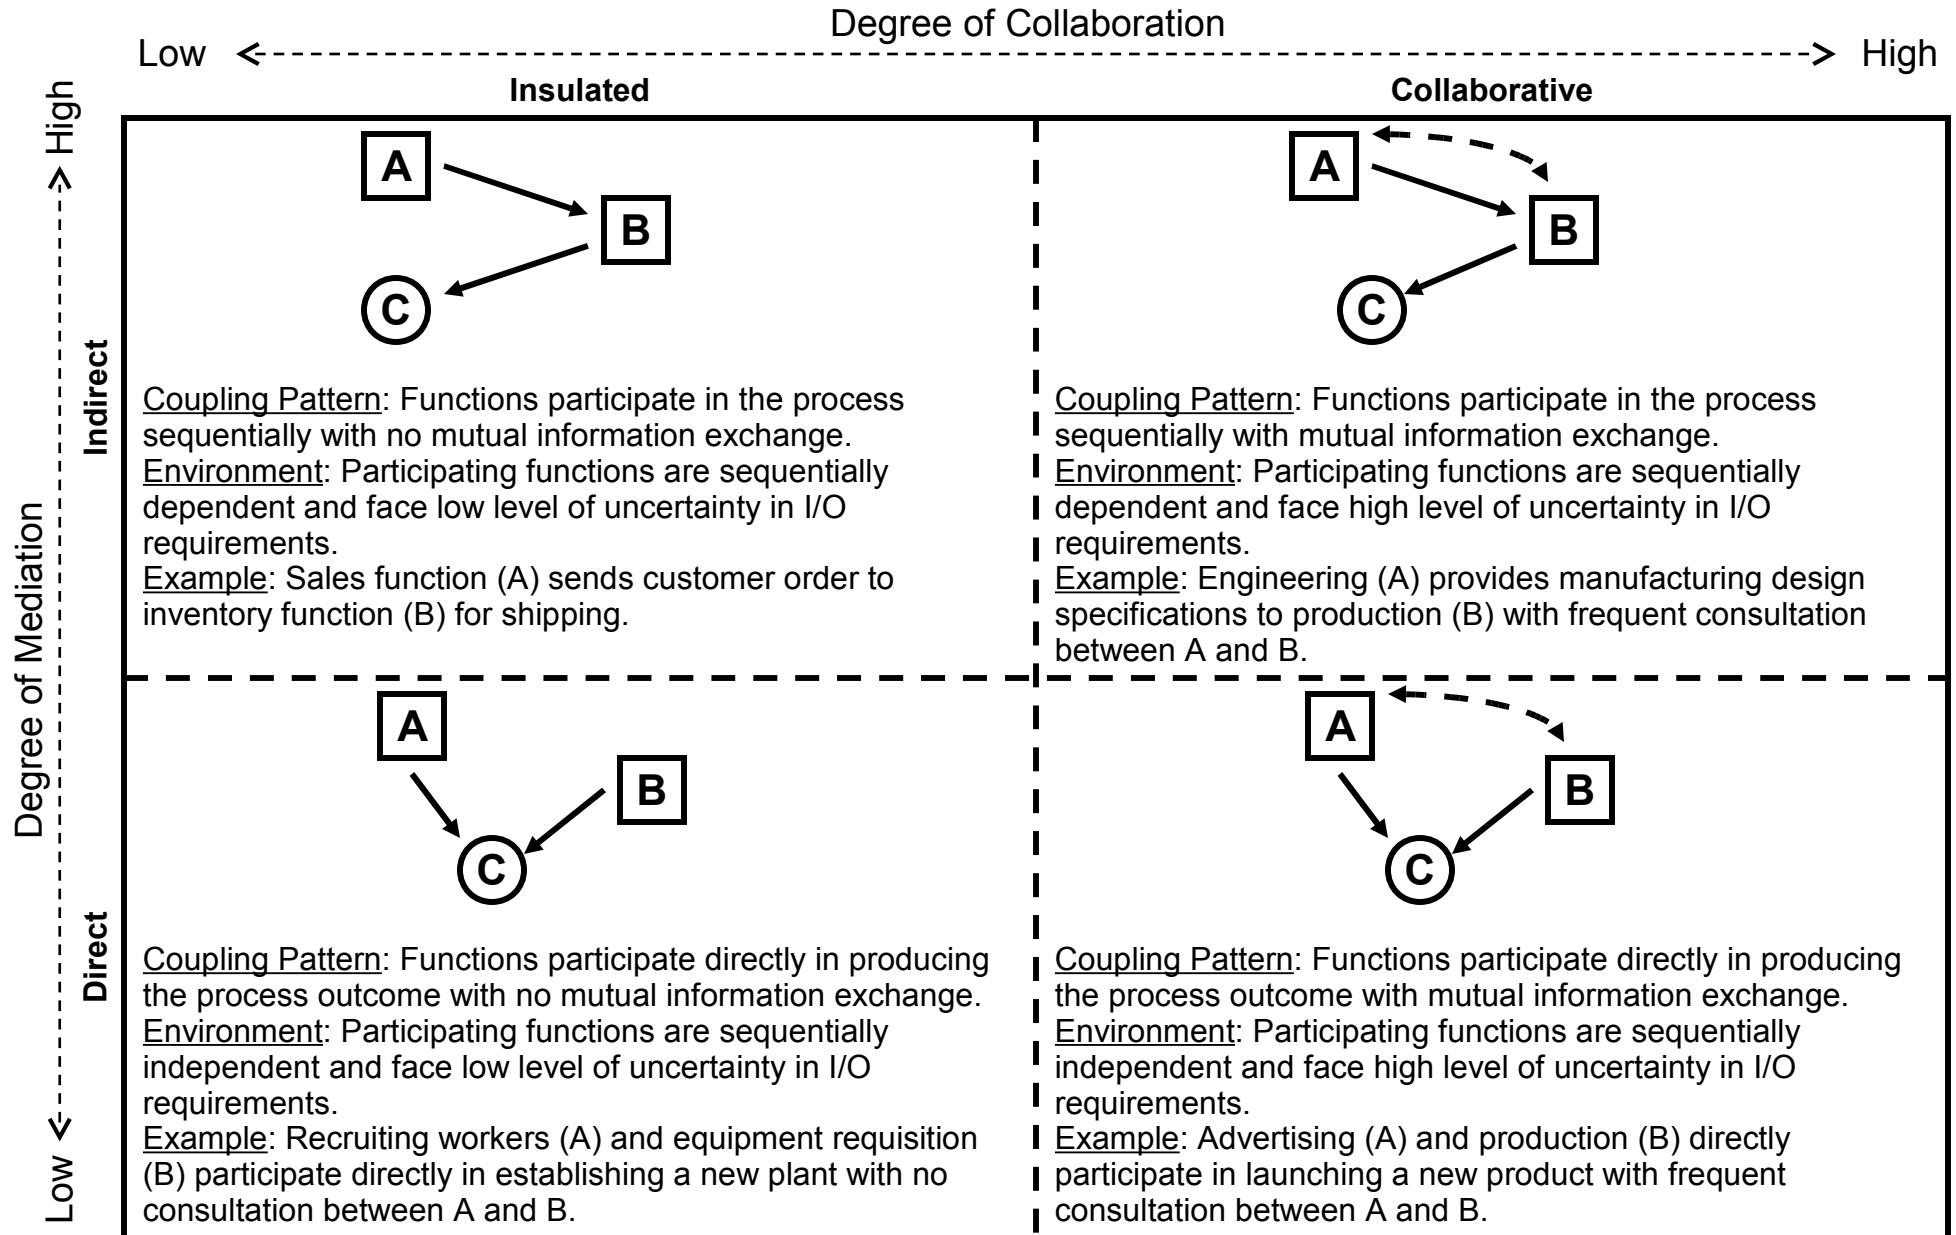 Degree of Collaboration
Low
High
Insulated
Collaborative
High
Degree of Mediation
Low
Indirect
A
B
C
Coupling Pattern: Functions participate in the process
sequentially with no mutual information exchange.
Environment: Participating functions are sequentially
dependent and face low level of uncertainty in I/O
requirements.
Example: Sales function (A) sends customer order to
inventory function (B) for shipping.
A
B
C
Coupling Pattern: Functions participate in the process
sequentially with mutual information exchange.
Environment: Participating functions are sequentially
dependent and face high level of uncertainty in I/O
requirements.
Example: Engineering (A) provides manufacturing design
specifications to production (B) with frequent consultation
between A and B.
Direct
A
B
C
Coupling Pattern: Functions participate directly in producing
the process outcome with no mutual information exchange.
Environment: Participating functions are sequentially
independent and face low level of uncertainty in I/O
requirements.
Example: Recruiting workers (A) and equipment requisition
(B) participate directly in establishing a new plant with no
consultation between A and B.
A
B
C
Coupling Pattern: Functions participate directly in producing
the process outcome with mutual information exchange.
Environment: Participating functions are sequentially
independent and face high level of uncertainty in I/O
requirements.
Example: Advertising (A) and production (B) directly
participate in launching a new product with frequent
consultation between A and B.